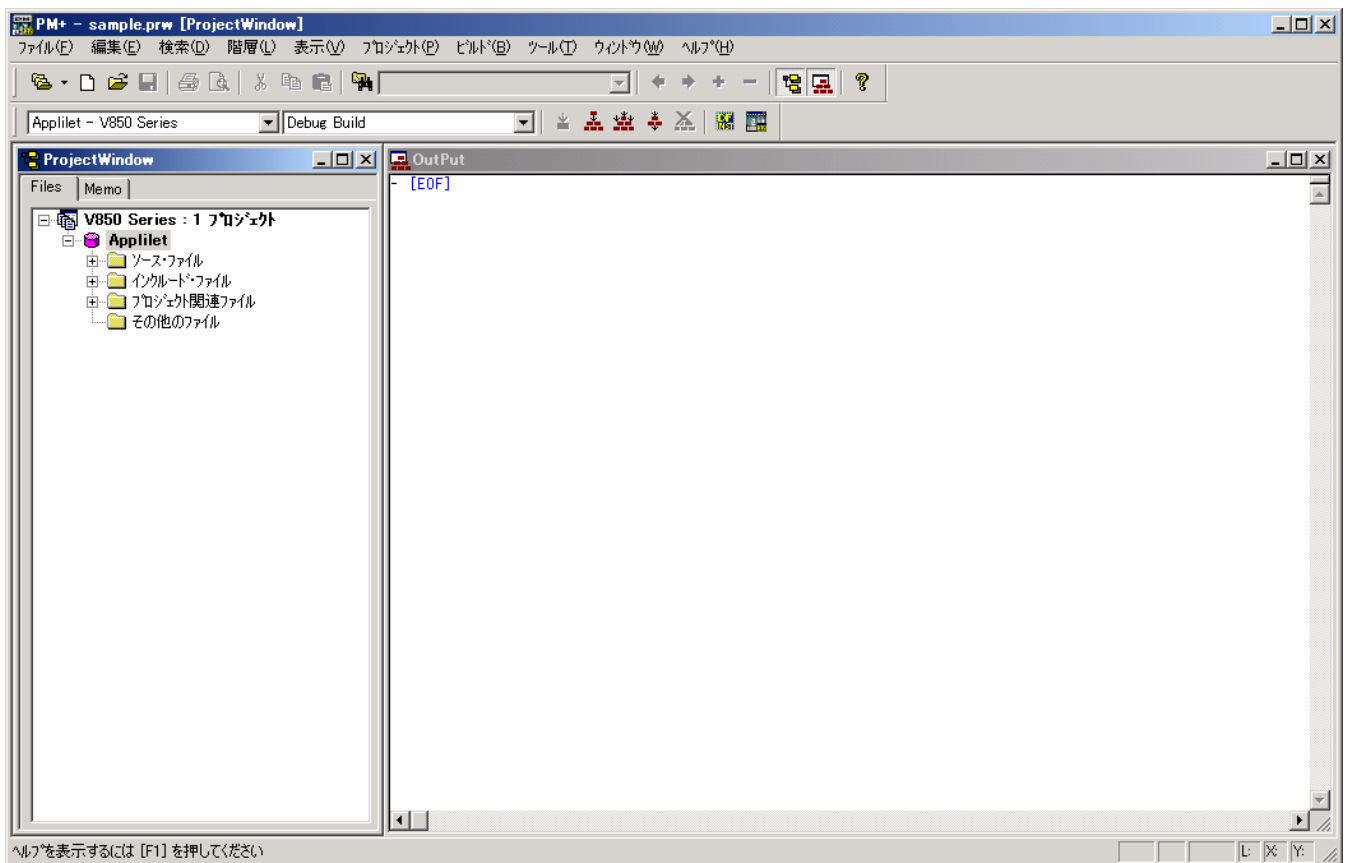 PM+ - sample.prw [ProjectWindow]
ﾌｧｲﾙ(F) 編集(E) 検索(D) 階層(L) 表示(V) ﾌﾟﾛｼﾞｪｸﾄ(P) ﾋﾞﾙﾄﾞ(B) ﾂｰﾙ(T) ｳｨﾝﾄﾞｳ(W) ﾍﾙﾌﾟ(H)
Applilet - V850 Series Debug Build
ProjectWindow
Files Memo
V850 Series : 1 ﾌﾟﾛｼﾞｪｸﾄ
Applilet
ｿｰｽ･ﾌｧｲﾙ
ｲﾝｸﾙｰﾄﾞ･ﾌｧｲﾙ
ﾌﾟﾛｼﾞｪｸﾄ関連ﾌｧｲﾙ
その他のﾌｧｲﾙ
OutPut
- [EOF]
ﾍﾙﾌﾟを表示するには [F1] を押してください
L: X: Y: